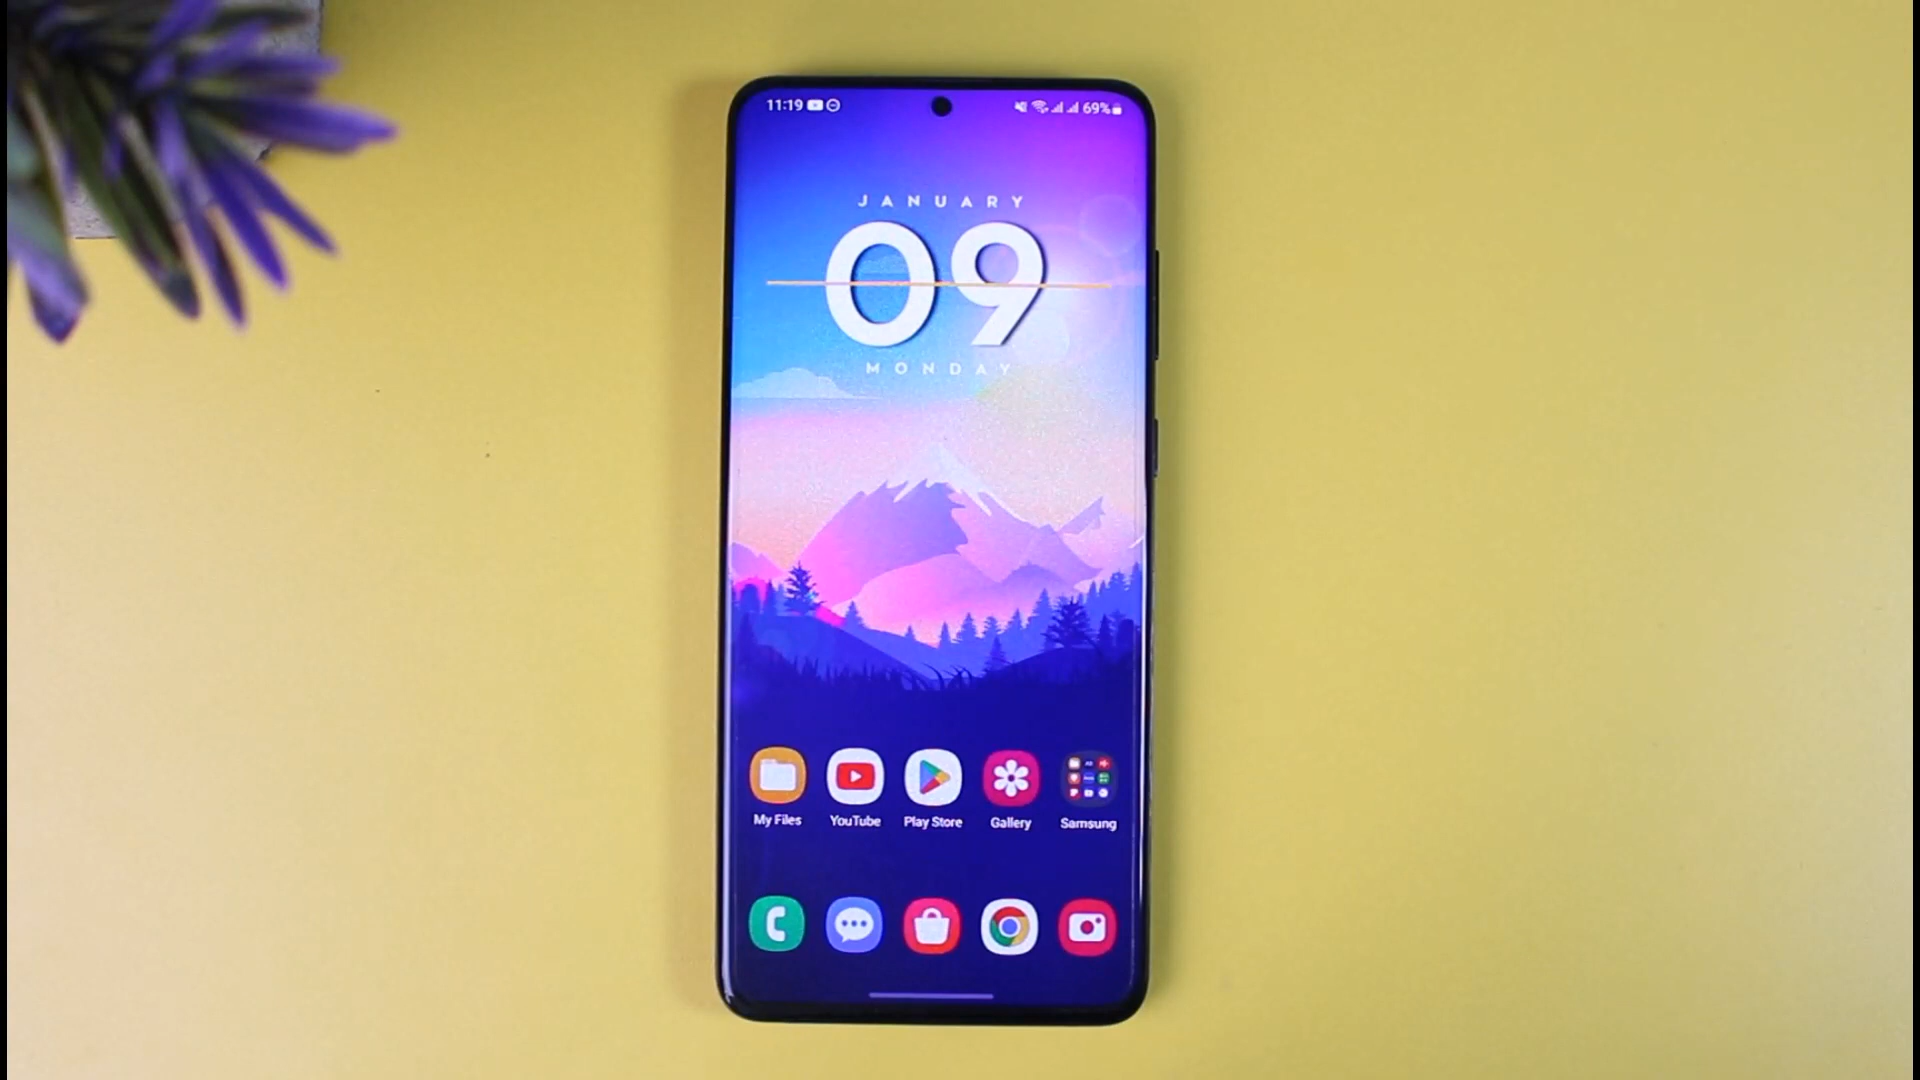 11:19
69%
JANUARY
09
MONDAY
My Files YouTube Play Store Gallery Samsung